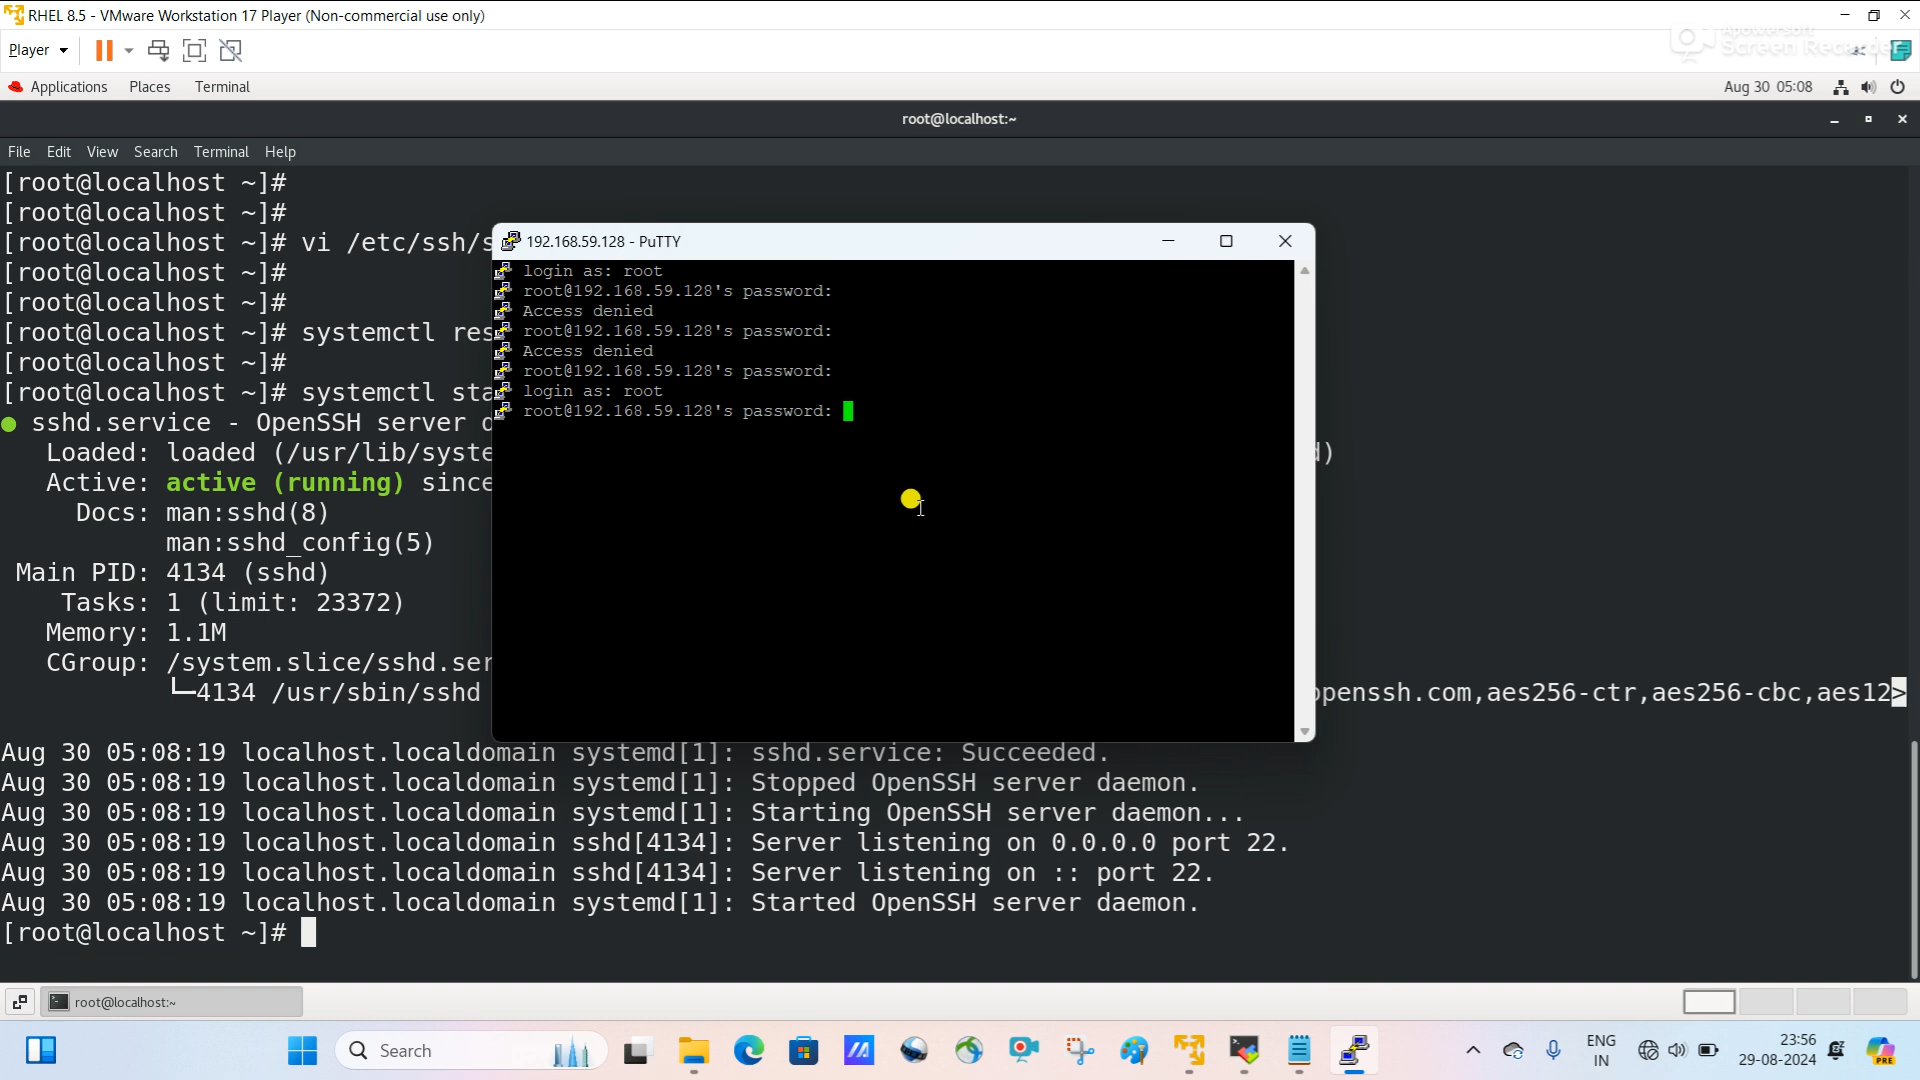 RHEL 8.5 - VMware Workstation 17 Player (Non-commercial use only)
Player
Apowersoft
Screen Recorder
Applications Places Terminal
Aug 30 05:08
root@localhost:~
File Edit View Search Terminal Help
[root@localhost ~]#
[root@localhost ~]#
[root@localhost ~]# vi /etc/ssh/s
[root@localhost ~]#
[root@localhost ~]#
[root@localhost ~]# systemctl res
[root@localhost ~]#
[root@localhost ~]# systemctl sta
● sshd.service - OpenSSH server d
Loaded: loaded (/usr/lib/syste
d)
Active: active (running) since
Docs: man:sshd(8)
man:sshd_config(5)
Main PID: 4134 (sshd)
Tasks: 1 (limit: 23372)
Memory: 1.1M
CGroup: /system.slice/sshd.ser
└─4134 /usr/sbin/sshd
openssh.com,aes256-ctr,aes256-cbc,aes12>
192.168.59.128 - PuTTY
login as: root
root@192.168.59.128's password:
Access denied
root@192.168.59.128's password:
Access denied
root@192.168.59.128's password:
login as: root
root@192.168.59.128's password:
Aug 30 05:08:19 localhost.localdomain systemd[1]: sshd.service: Succeeded.
Aug 30 05:08:19 localhost.localdomain systemd[1]: Stopped OpenSSH server daemon.
Aug 30 05:08:19 localhost.localdomain systemd[1]: Starting OpenSSH server daemon...
Aug 30 05:08:19 localhost.localdomain sshd[4134]: Server listening on 0.0.0.0 port 22.
Aug 30 05:08:19 localhost.localdomain sshd[4134]: Server listening on :: port 22.
Aug 30 05:08:19 localhost.localdomain systemd[1]: Started OpenSSH server daemon.
[root@localhost ~]#
root@localhost:~
Search
ENG
IN
23:56
29-08-2024
PRE